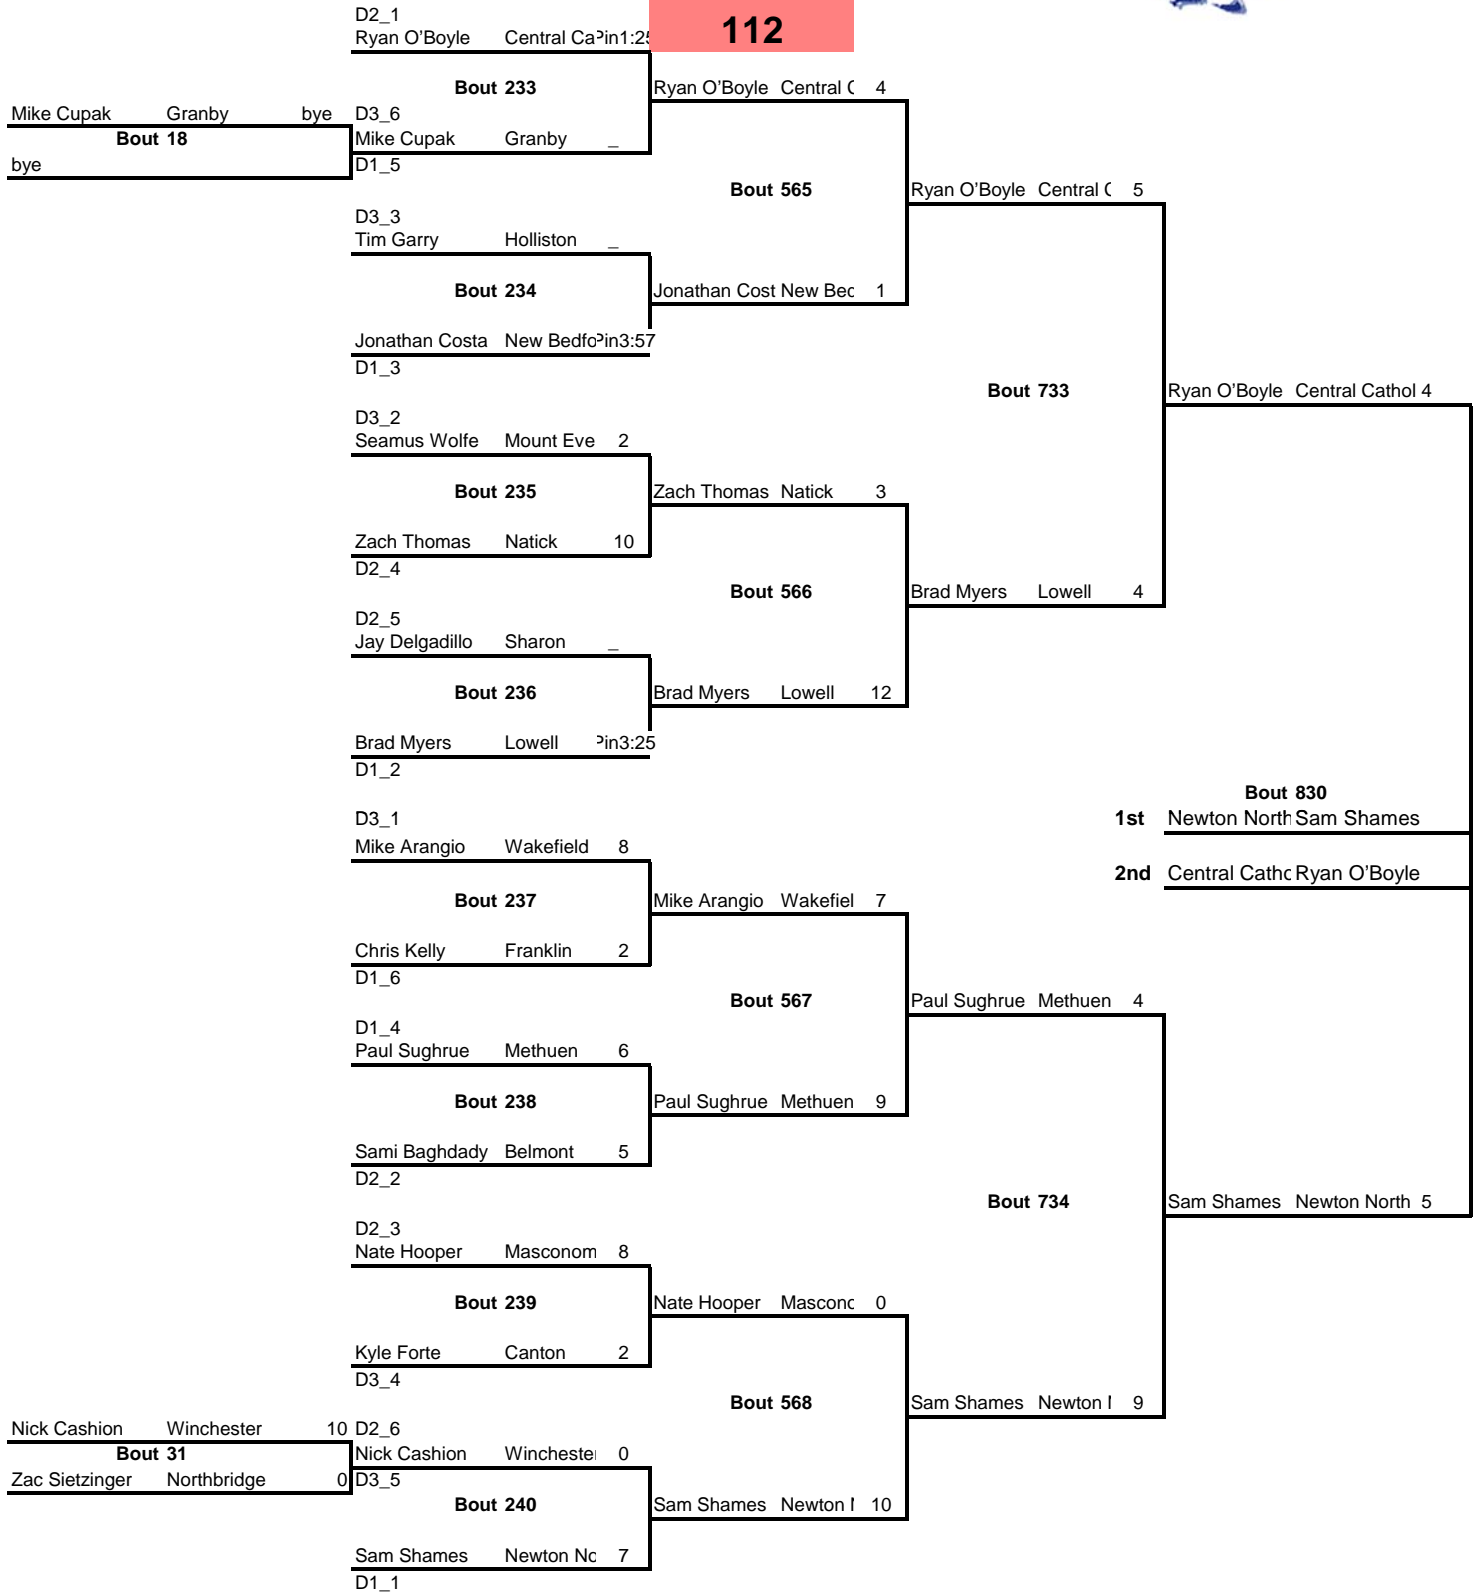 D2_1
112
Ryan O'Boyle Central Ca Pin1:25
Bout 233
Ryan O'Boyle Central C 4
Mike Cupak Granby bye D3_6
Bout 18
Mike Cupak Granby _
bye
D1_5
Bout 565
Ryan O'Boyle Central C 5
D3_3
Tim Garry Holliston _
Bout 234
Jonathan Cost New Bec 1
Jonathan Costa New Bedfo Pin3:57
D1_3
Bout 733
Ryan O'Boyle Central Cathol 4
D3_2
Seamus Wolfe Mount Eve 2
Bout 235
Zach Thomas Natick 3
Zach Thomas Natick 10
D2_4
Bout 566
Brad Myers Lowell 4
D2_5
Jay Delgadillo Sharon _
Bout 236
Brad Myers Lowell 12
Brad Myers Lowell Pin3:25
D1_2
Bout 830
D3_1
1st Newton North Sam Shames
Mike Arangio Wakefield 8
2nd Central Cathc Ryan O'Boyle
Bout 237
Mike Arangio Wakefiel 7
Chris Kelly Franklin 2
D1_6
Bout 567
Paul Sughrue Methuen 4
D1_4
Paul Sughrue Methuen 6
Bout 238
Paul Sughrue Methuen 9
Sami Baghdady Belmont 5
D2_2
Bout 734
Sam Shames Newton North 5
D2_3
Nate Hooper Masconom 8
Bout 239
Nate Hooper Masconc 0
Kyle Forte Canton 2
D3_4
Bout 568
Sam Shames Newton N 9
Nick Cashion Winchester 10 D2_6
Bout 31
Nick Cashion Winchester 0
Zac Sietzinger Northbridge 0 D3_5
Bout 240
Sam Shames Newton N 10
Sam Shames Newton No 7
D1_1